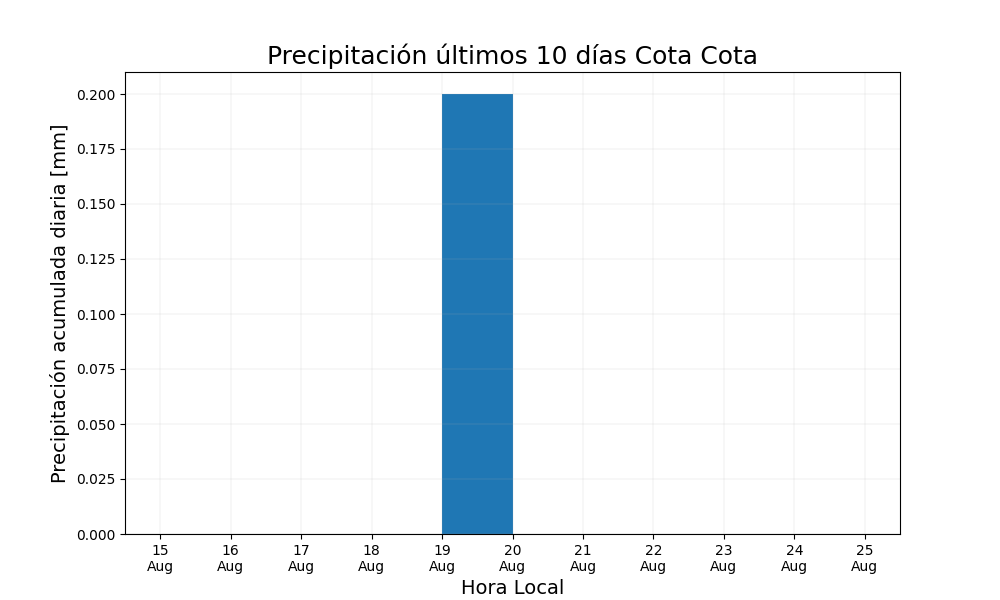 Precipitación últimos 10 días Cota Cota
Precipitación acumulada diaria [mm]
0.200
0.175
0.150
0.125
0.100
0.075
0.050
0.025
0.000
15 16 17 18 19 20 21 22 23 24 25
Aug Aug Aug Aug Aug Aug Aug Aug Aug Aug Aug
Hora Local